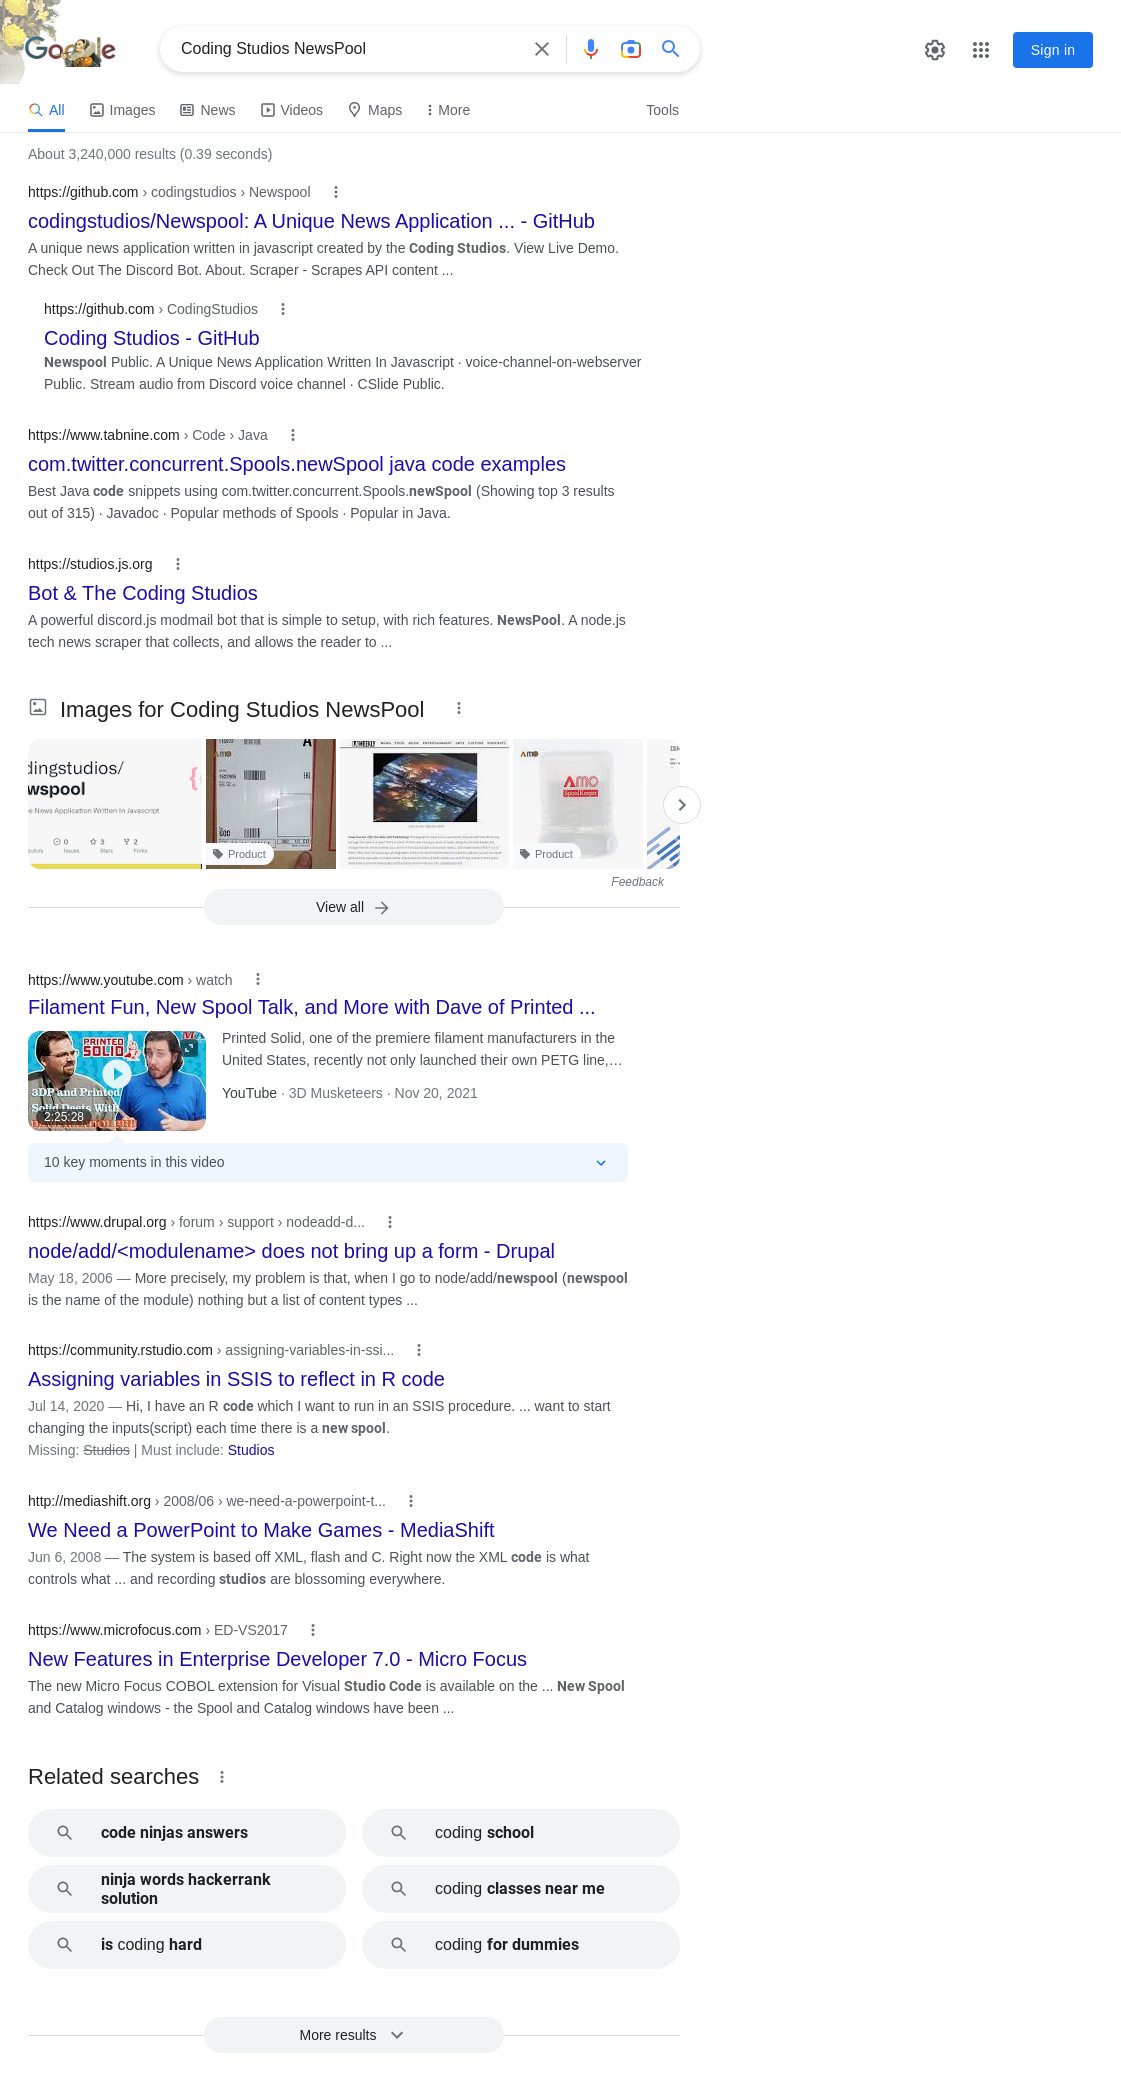 Google
Coding Studios NewsPool
Sign in
All
Images
News
Videos
Maps
More
Tools
About 3,240,000 results (0.39 seconds)
https://github.com › codingstudios › Newspool
codingstudios/Newspool: A Unique News Application ... - GitHub
A unique news application written in javascript created by the Coding Studios. View Live Demo.
Check Out The Discord Bot. About. Scraper - Scrapes API content ...
https://github.com › CodingStudios
Coding Studios - GitHub
Newspool Public. A Unique News Application Written In Javascript · voice-channel-on-webserver
Public. Stream audio from Discord voice channel · CSlide Public.
https://www.tabnine.com › Code › Java
com.twitter.concurrent.Spools.newSpool java code examples
Best Java code snippets using com.twitter.concurrent.Spools.newSpool (Showing top 3 results
out of 315) · Javadoc · Popular methods of Spools · Popular in Java.
https://studios.js.org
Bot & The Coding Studios
A powerful discord.js modmail bot that is simple to setup, with rich features. NewsPool. A node.js
tech news scraper that collects, and allows the reader to ...
Images for Coding Studios NewsPool
dingstudios/
wspool
e News Application Written In Javascript
0
3
2
Issues
Stars
Forks
AMO
1622906
Product
AMO
AMO
SpoolKeeper
Product
Feedback
View all
https://www.youtube.com › watch
Filament Fun, New Spool Talk, and More with Dave of Printed ...
PRINTED
SOLID
3DP and Printed
Solid Deets With
2:25:28
Printed Solid, one of the premiere filament manufacturers in the
United States, recently not only launched their own PETG line,...
YouTube · 3D Musketeers · Nov 20, 2021
10 key moments in this video
https://www.drupal.org › forum › support › nodeadd-d...
node/add/<modulename> does not bring up a form - Drupal
May 18, 2006 — More precisely, my problem is that, when I go to node/add/newspool (newspool
is the name of the module) nothing but a list of content types ...
https://community.rstudio.com › assigning-variables-in-ssi...
Assigning variables in SSIS to reflect in R code
Jul 14, 2020 — Hi, I have an R code which I want to run in an SSIS procedure. ... want to start
changing the inputs(script) each time there is a new spool.
Missing: Studios | Must include: Studios
http://mediashift.org › 2008/06 › we-need-a-powerpoint-t...
We Need a PowerPoint to Make Games - MediaShift
Jun 6, 2008 — The system is based off XML, flash and C. Right now the XML code is what
controls what ... and recording studios are blossoming everywhere.
https://www.microfocus.com › ED-VS2017
New Features in Enterprise Developer 7.0 - Micro Focus
The new Micro Focus COBOL extension for Visual Studio Code is available on the ... New Spool
and Catalog windows - the Spool and Catalog windows have been ...
Related searches
code ninjas answers
coding school
ninja words hackerrank
solution
coding classes near me
is coding hard
coding for dummies
More results